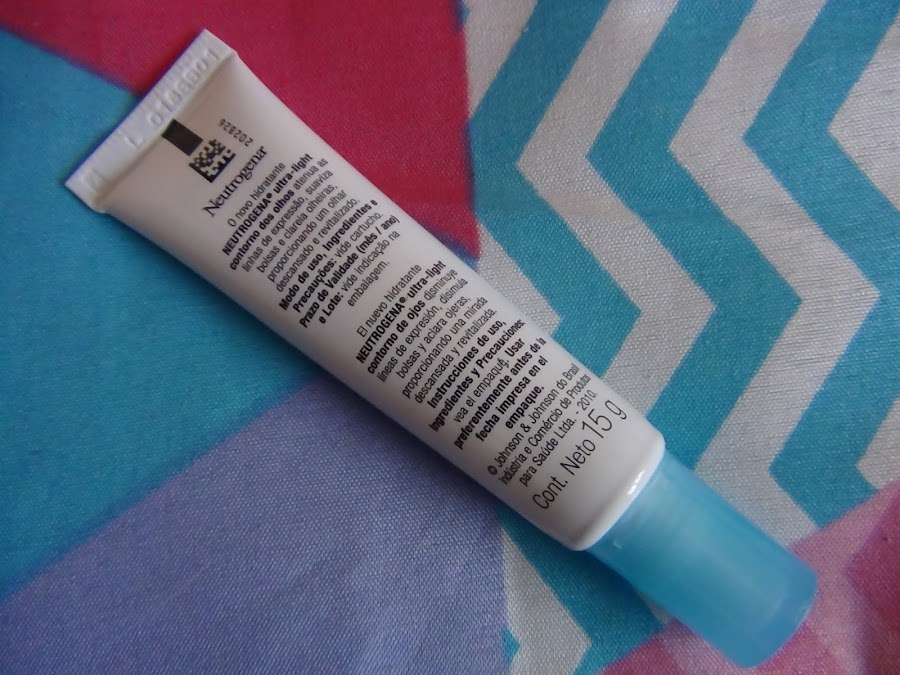 202826
Neutrogena®
O novo hidratante
NEUTROGENA® ultra-light
contorno dos olhos atenua as
linhas de expressão, suaviza
bolsas e clareia olheiras,
proporcionando um olhar
descansado e revitalizado.
Modo de uso, Ingredientes e
Precauções: vide cartucho.
Prazo de Validade (mês / ano)
e Lote: vide indicação na
embalagem.
El nuevo hidratante
NEUTROGENA® ultra-light
contorno de ojos disminuye
líneas de expresión, disimula
bolsas y aclara ojeras,
proporcionando una mirada
descansada y revitalizada.
Instrucciones de uso,
Ingredientes y Precauciones:
vea el empaque. Usar
preferentemente antes de la
fecha impresa en el
empaque.
© Johnson & Johnson do Brasil
Indústria e Comércio de Produtos
para Saúde Ltda. - 2010.
Cont. Neto 15 g